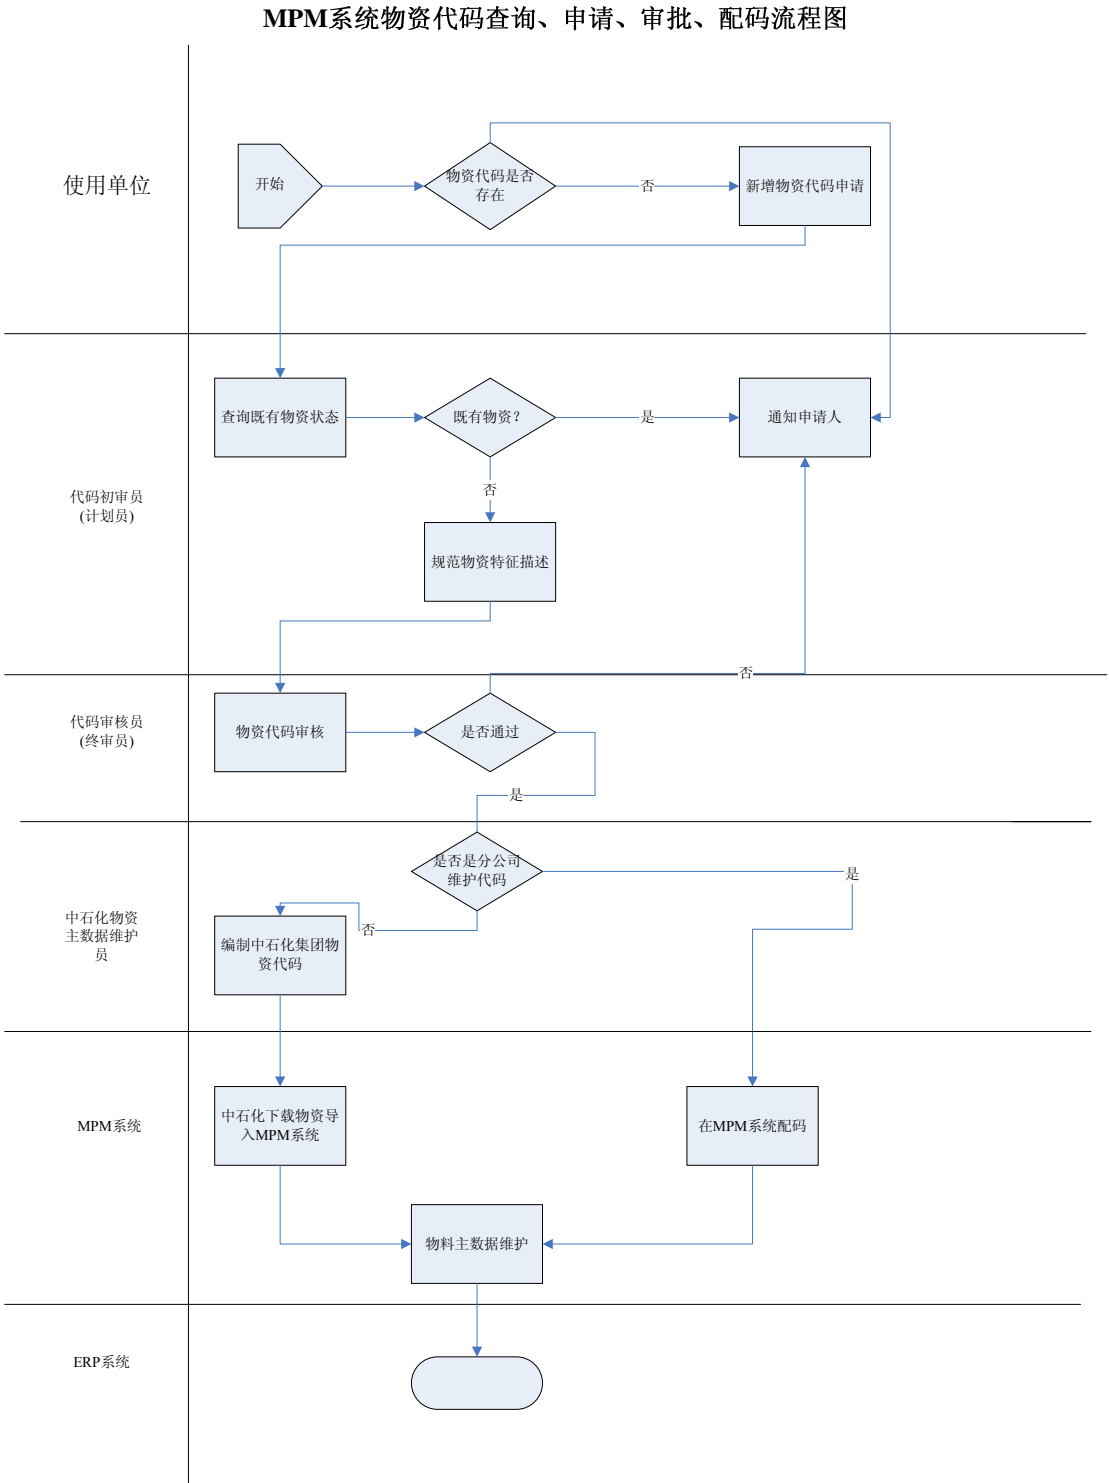 MPM系统物资代码查询、申请、审批、配码流程图
使用单位
开始
物资代码是否
存在
否
新增物资代码申请
代码初审员
(计划员)
查询既有物资状态
既有物资？
是
通知申请人
否
规范物资特征描述
否
代码审核员
(终审员)
物资代码审核
是否通过
是
中石化物资
主数据维护
员
是否是分公司
维护代码
是
否
编制中石化集团物
资代码
MPM系统
中石化下载物资导
入MPM系统
在MPM系统配码
物料主数据维护
ERP系统